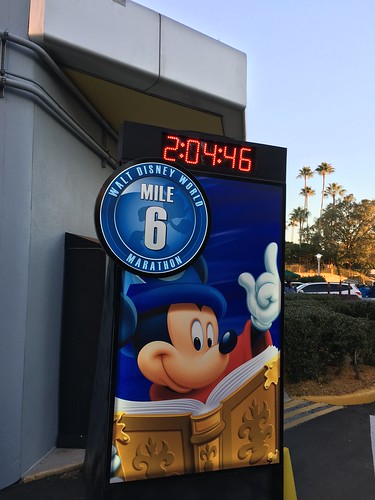 2:04:46
WALT DISNEY WORLD
MILE
6
MARATHON